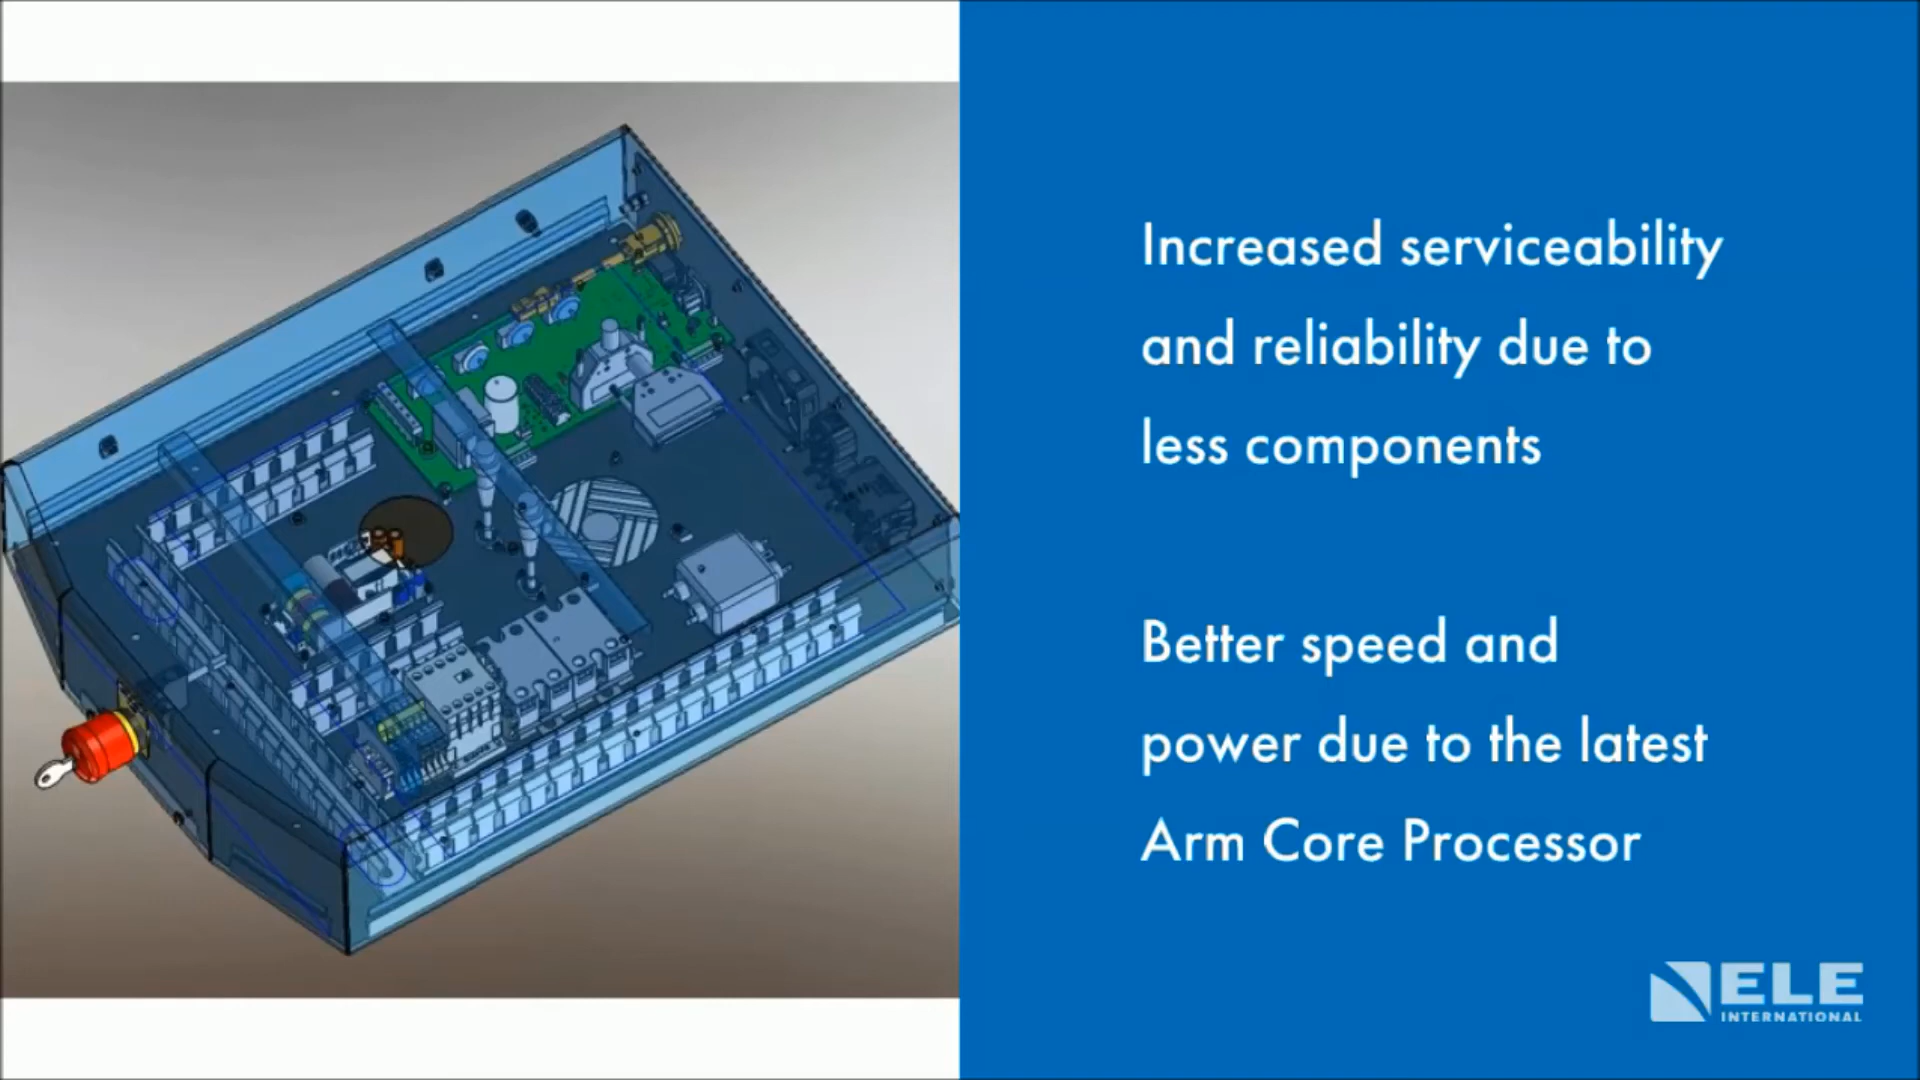 Increased serviceability
and reliability due to
less components
Better speed and
power due to the latest
Arm Core Processor
ELE
INTERNATIONAL